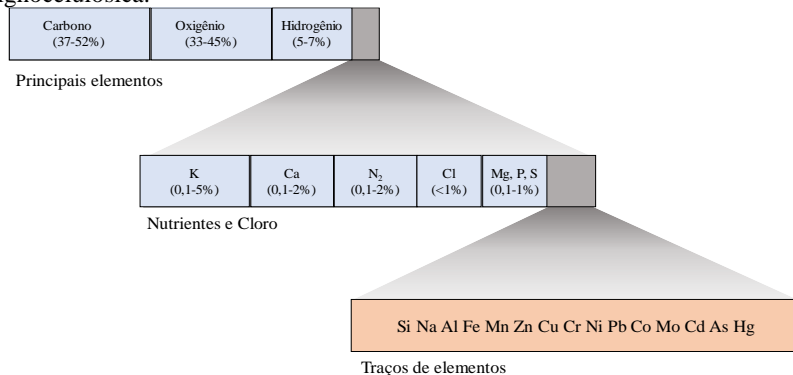 Carbono Oxigênio Hidrogênio
(37-52%) (33-45%) (5-7%)
Principais elementos
K Ca N₂ Cl Mg, P, S
(0,1-5%) (0,1-2%) (0,1-2%) (<1%) (0,1-1%)
Nutrientes e Cloro
Si Na Al Fe Mn Zn Cu Cr Ni Pb Co Mo Cd As Hg
Traços de elementos